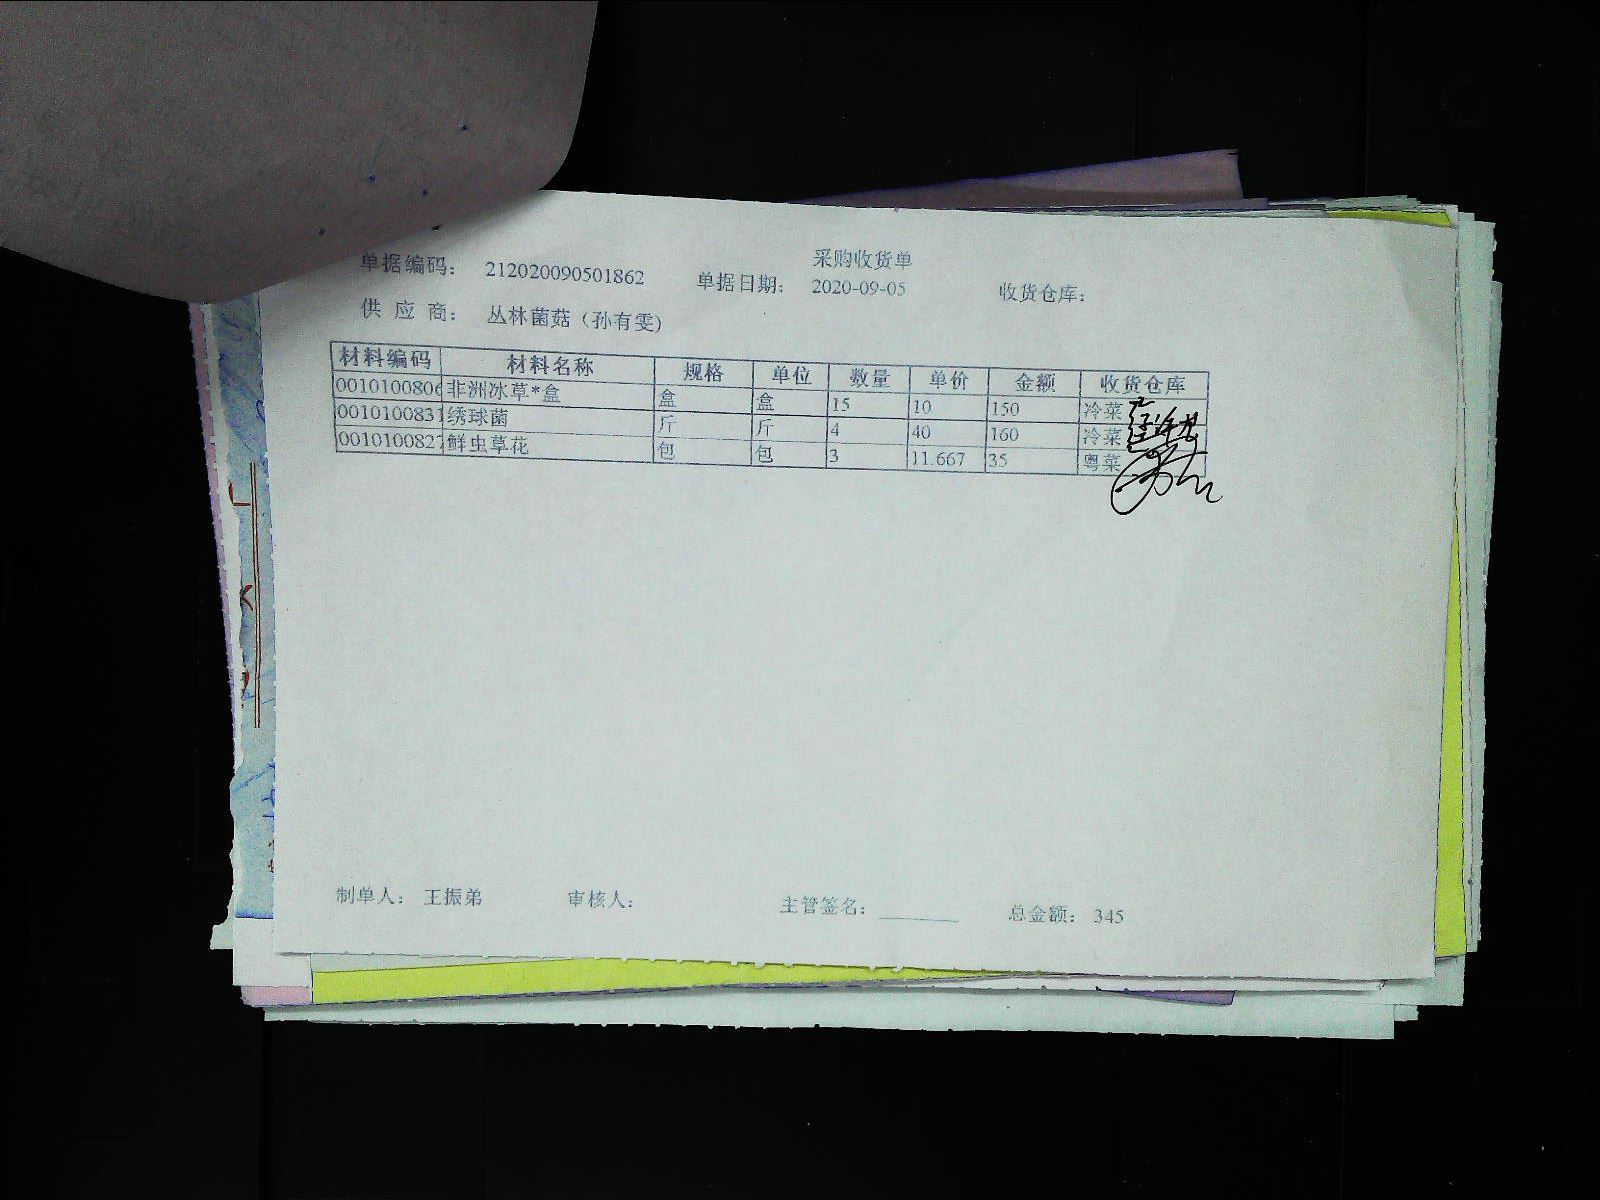 采购收货单
单据编码： 212020090501862 单据日期： 2020-09-05 收货仓库：
供 应 商： 丛林菌菇（孙有雯）
材料编码 材料名称 规格 单位 数量 单价 金额 收货仓库
0010100806 非洲冰草*盒 盒 盒 15 10 150 冷菜
0010100831 绣球菌 斤 斤 4 40 160 冷菜
0010100827 鲜虫草花 包 包 3 11.667 35 粤菜
制单人： 王振弟 审核人： 主管签名： 总金额： 345